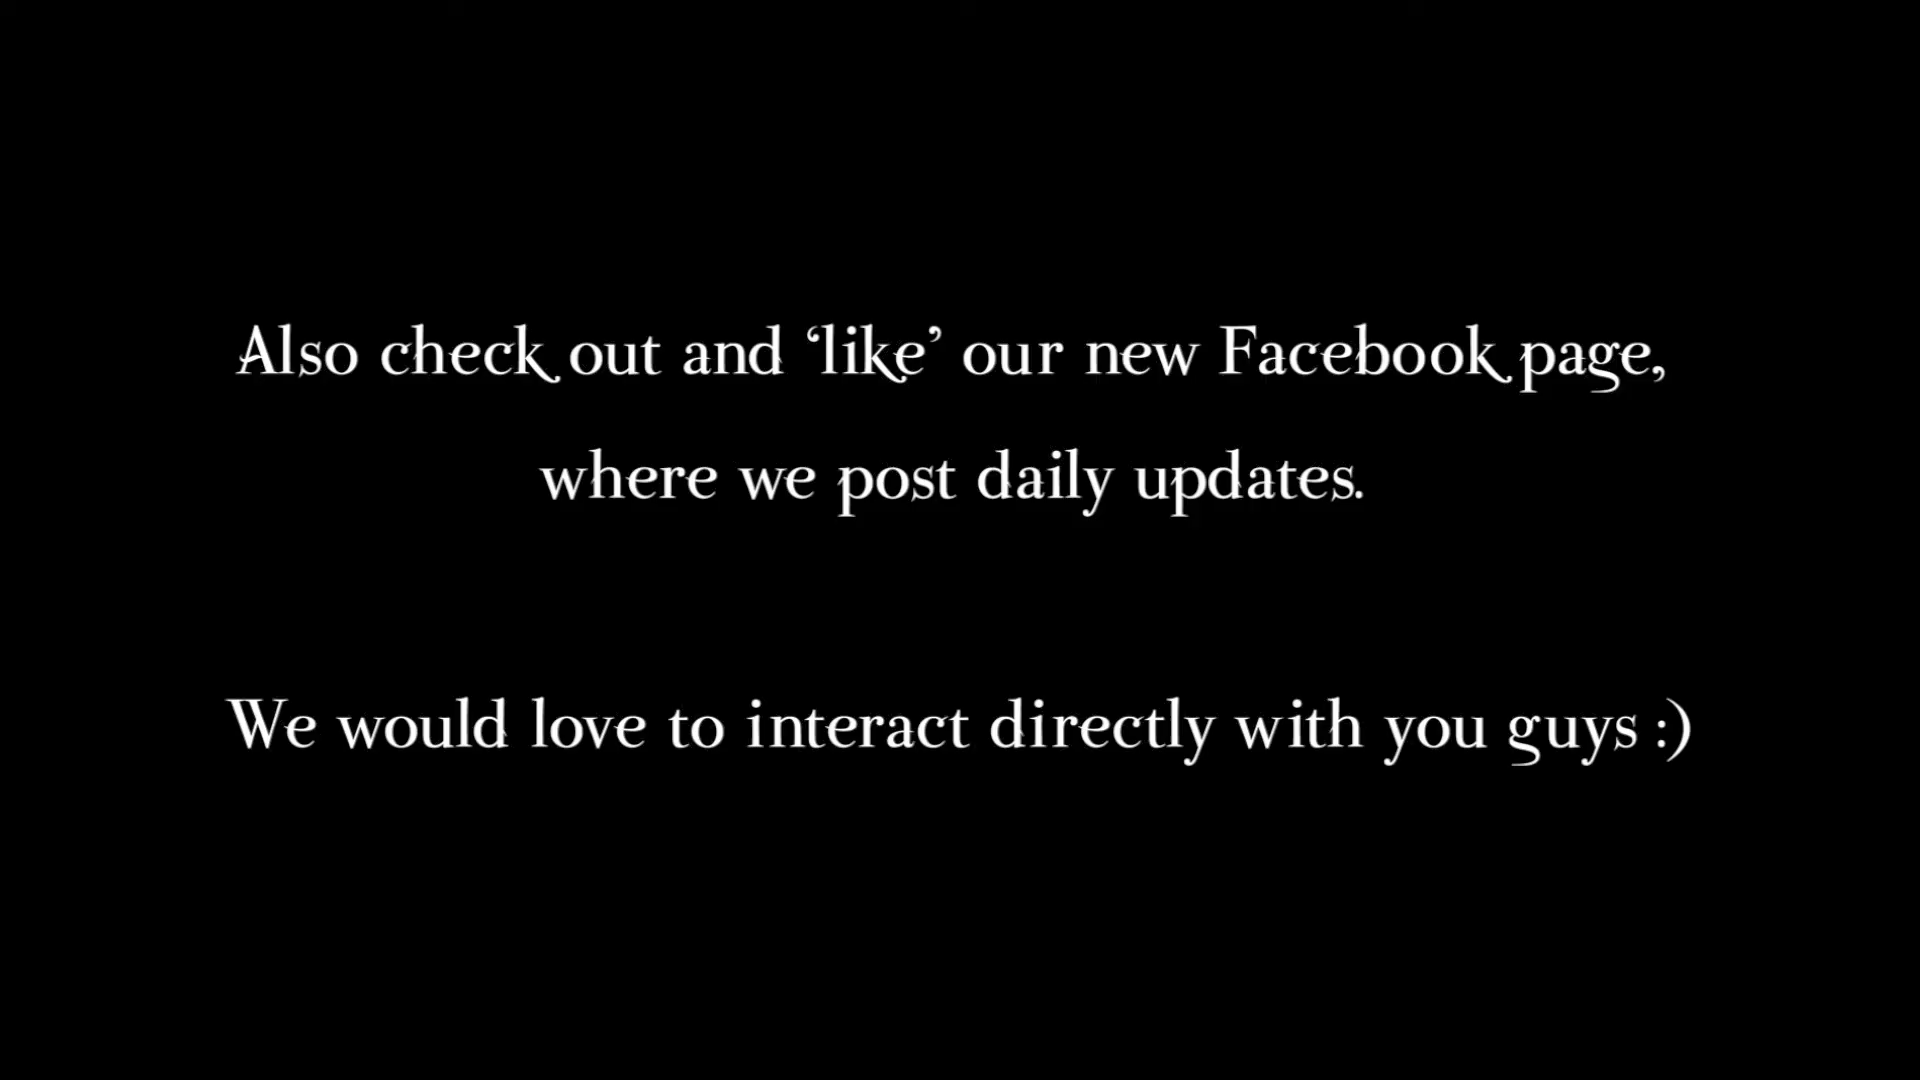 Also check out and ‘like’ our new Facebook page,
where we post daily updates.
We would love to interact directly with you guys :)